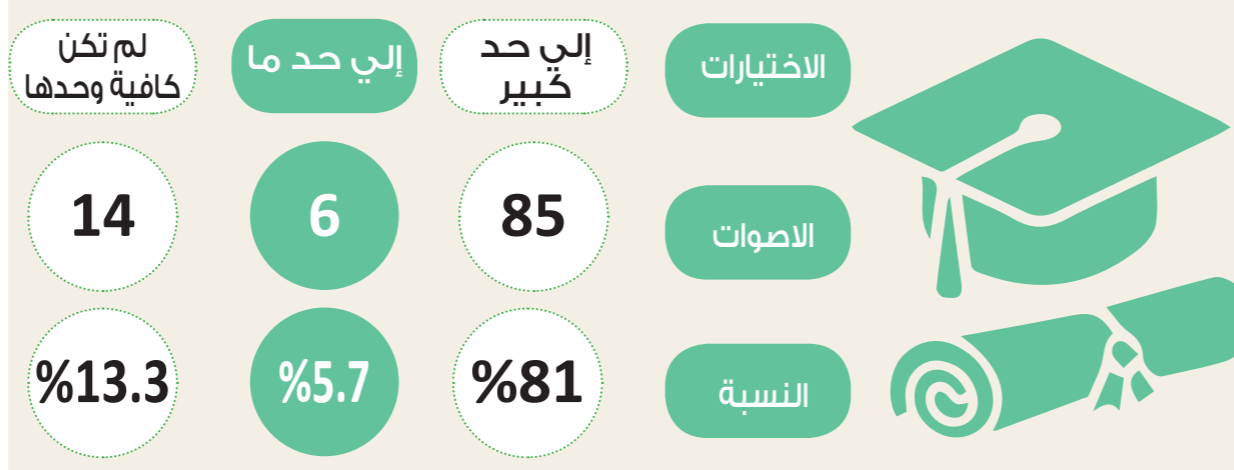 الاختيارات
إلي حد
كبير
إلي حد ما
لم تكن
كافية وحدها
الاصوات
85
6
14
النسبة
%81
%5.7
%13.3